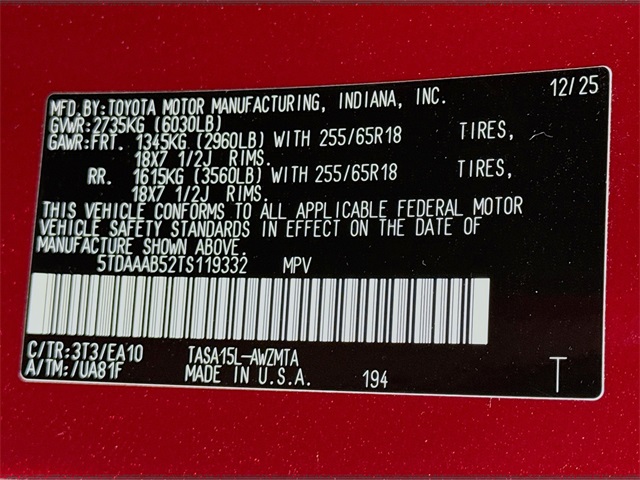 MFD.BY:TOYOTA MOTOR MANUFACTURING, INDIANA, INC. 12/25
GVWR:2735KG (6030LB)
GAWR:FRT. 1345KG (2960LB) WITH 255/65R18 TIRES,
18X7 1/2J RIMS.
RR. 1615KG (3560LB) WITH 255/65R18 TIRES,
18X7 1/2J RIMS.
THIS VEHICLE CONFORMS TO ALL APPLICABLE FEDERAL MOTOR
VEHICLE SAFETY STANDARDS IN EFFECT ON THE DATE OF
MANUFACTURE SHOWN ABOVE.
5TDAAAB52TS119332 MPV
C/TR:3T3/EA10 TASA15L-AWZMTA
A/TM:/UA81F MADE IN U.S.A. 194 T